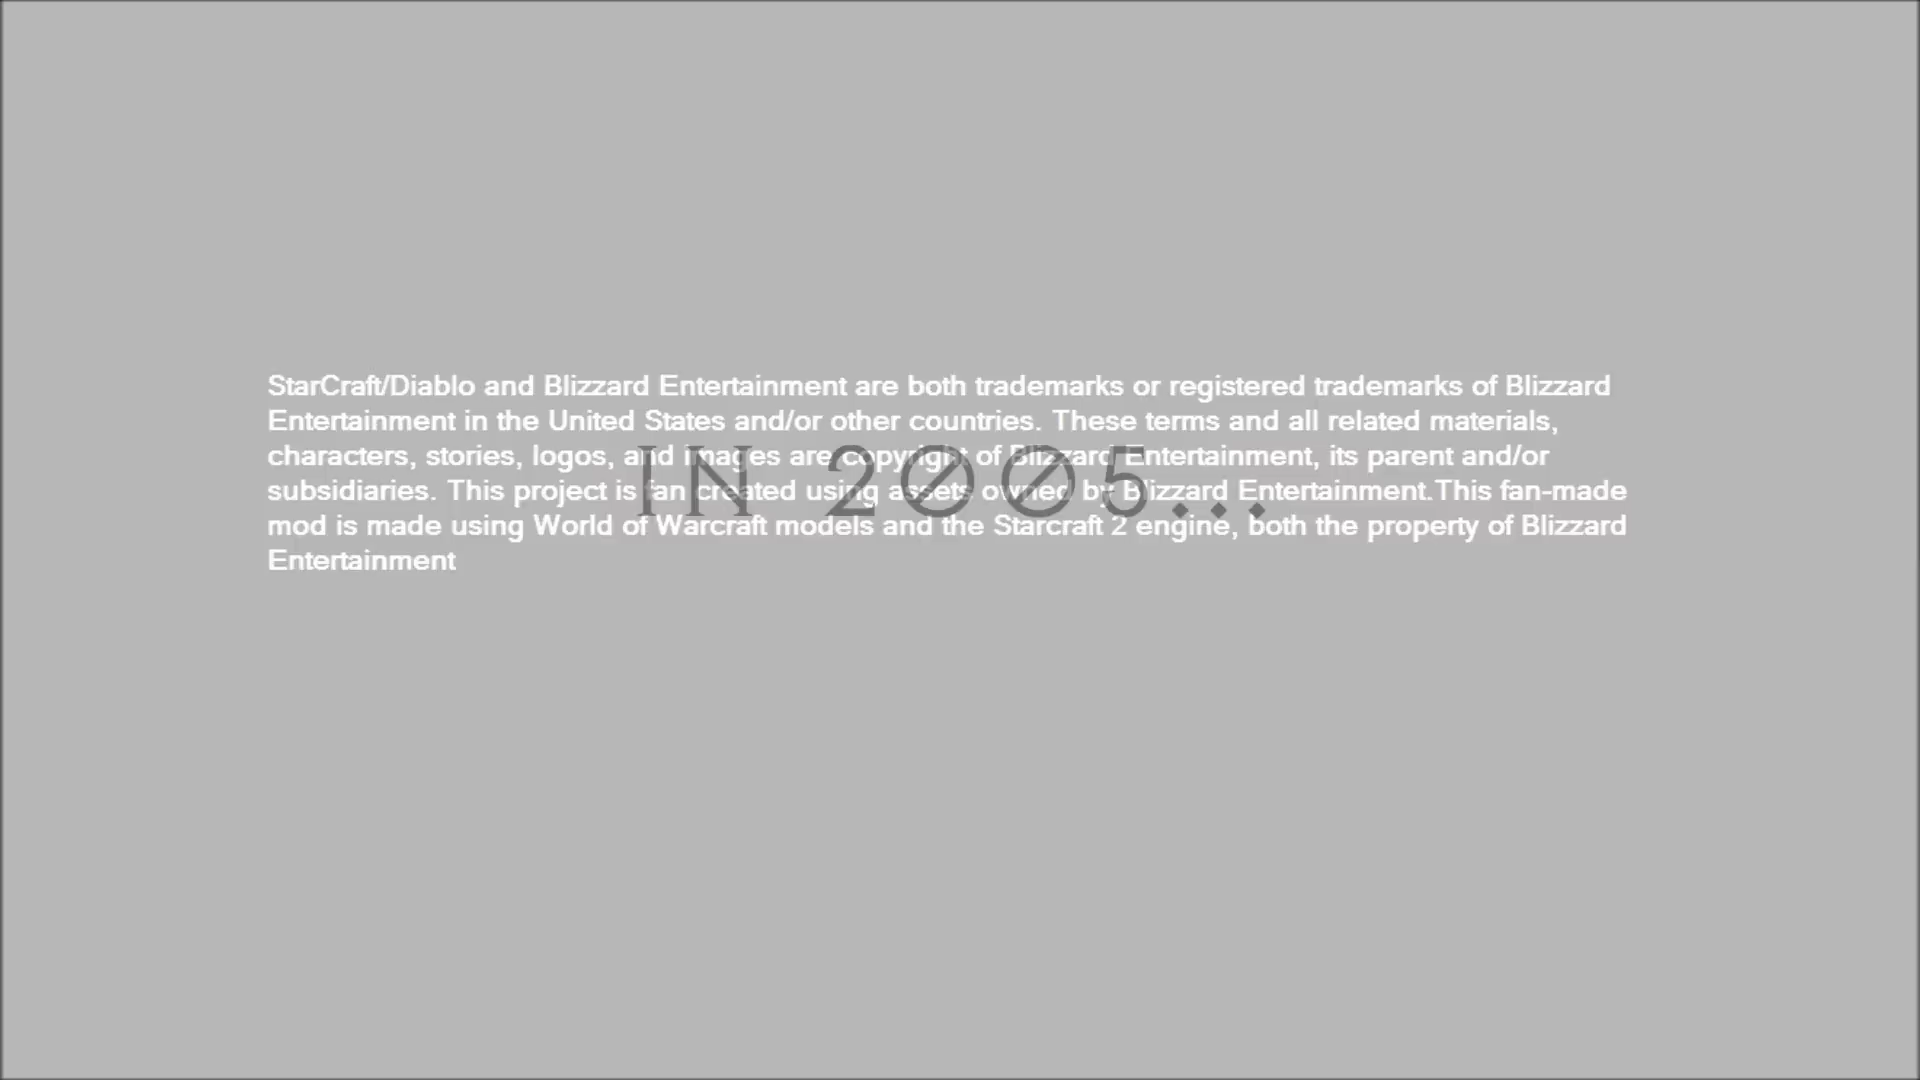 StarCraft/Diablo and Blizzard Entertainment are both trademarks or registered trademarks of Blizzard
Entertainment in the United States and/or other countries. These terms and all related materials,
characters, stories, logos, and images are copyright of Blizzard Entertainment, its parent and/or
subsidiaries. This project is fan created using assets owned by Blizzard Entertainment.This fan-made
mod is made using World of Warcraft models and the Starcraft 2 engine, both the property of Blizzard
Entertainment
IN 2005...